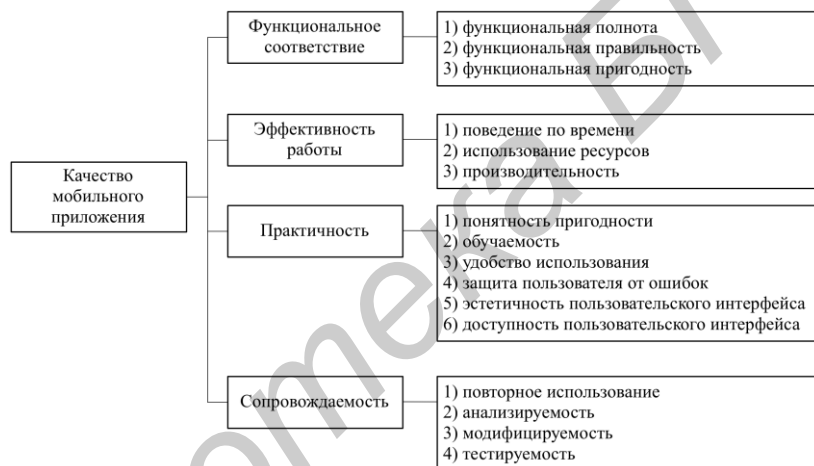 Функциональное
соответствие
1) функциональная полнота
2) функциональная правильность
3) функциональная пригодность
Эффективность
работы
1) поведение по времени
2) использование ресурсов
3) производительность
Качество
мобильного
приложения
Практичность
1) понятность пригодности
2) обучаемость
3) удобство использования
4) защита пользователя от ошибок
5) эстетичность пользовательского интерфейса
6) доступность пользовательского интерфейса
Сопровождаемость
1) повторное использование
2) анализируемость
3) модифицируемость
4) тестируемость